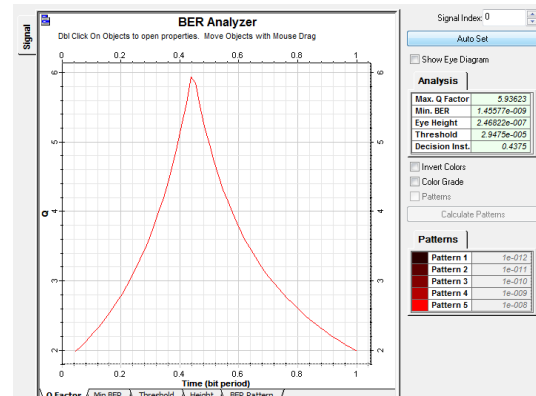 Signal
BER Analyzer
Dbl Click On Objects to open properties. Move Objects with Mouse Drag
0 0.2 0.4 0.6 0.8 1
6 6
5 5
Q 4 4
3 3
2 2
0 0.2 0.4 0.6 0.8 1
Time (bit period)
Q Factor Min BER Threshold Height BER Pattern
Signal Index: 0
Auto Set
Show Eye Diagram
Analysis
Max. Q Factor 5.93623
Min. BER 1.45577e-009
Eye Height 2.46822e-007
Threshold 2.9475e-005
Decision Inst. 0.4375
Invert Colors
Color Grade
Patterns
Calculate Patterns
Patterns
Pattern 1 1e-012
Pattern 2 1e-011
Pattern 3 1e-010
Pattern 4 1e-009
Pattern 5 1e-008